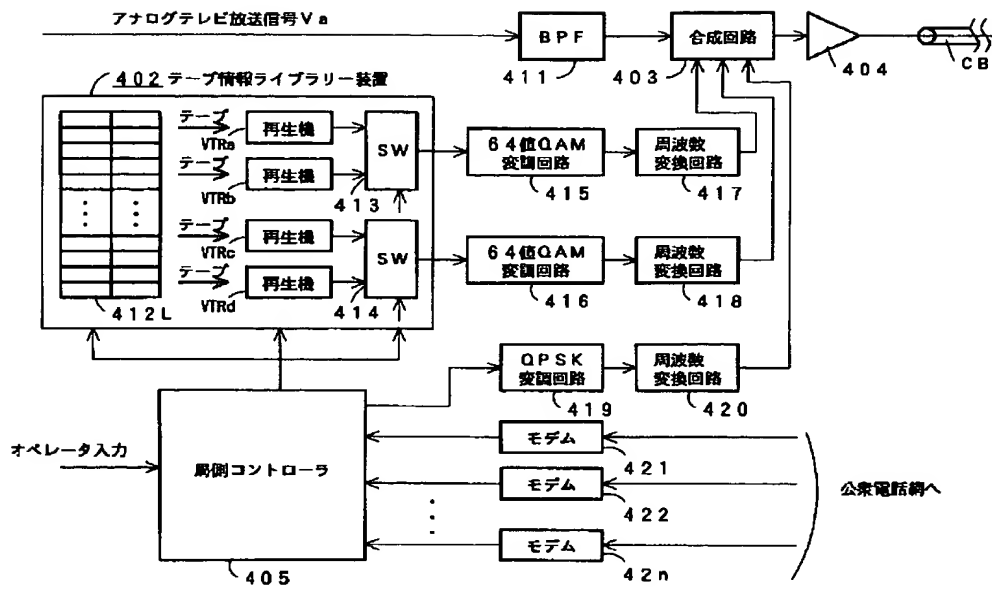 アナログテレビ放送信号Va
BPF
411
合成回路
403
404
CB
402 テープ情報ライブラリー装置
テープ
VTRa
再生機
テープ
VTRb
再生機
SW
413
テープ
VTRc
再生機
テープ
VTRd
再生機
SW
414
412L
64値QAM
変調回路
415
周波数
変換回路
417
64値QAM
変調回路
416
周波数
変換回路
418
QPSK
変調回路
419
周波数
変換回路
420
オペレータ入力
局側コントローラ
405
モデム
421
モデム
422
モデム
42n
公衆電話網へ